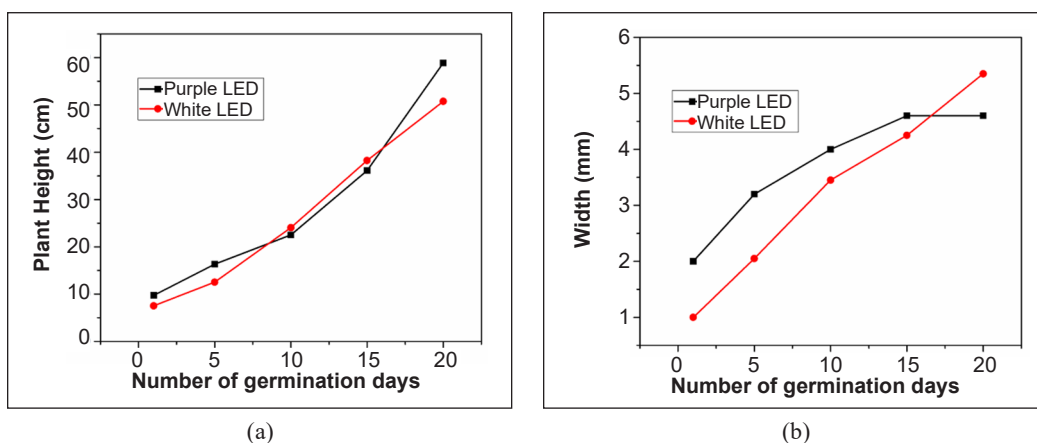 60
50
40
30
20
10
0
Plant Height (cm)
Purple LED
White LED
0 5 10 15 20
Number of germination days
(a)
6
5
4
3
2
1
Width (mm)
Purple LED
White LED
0 5 10 15 20
Number of germination days
(b)